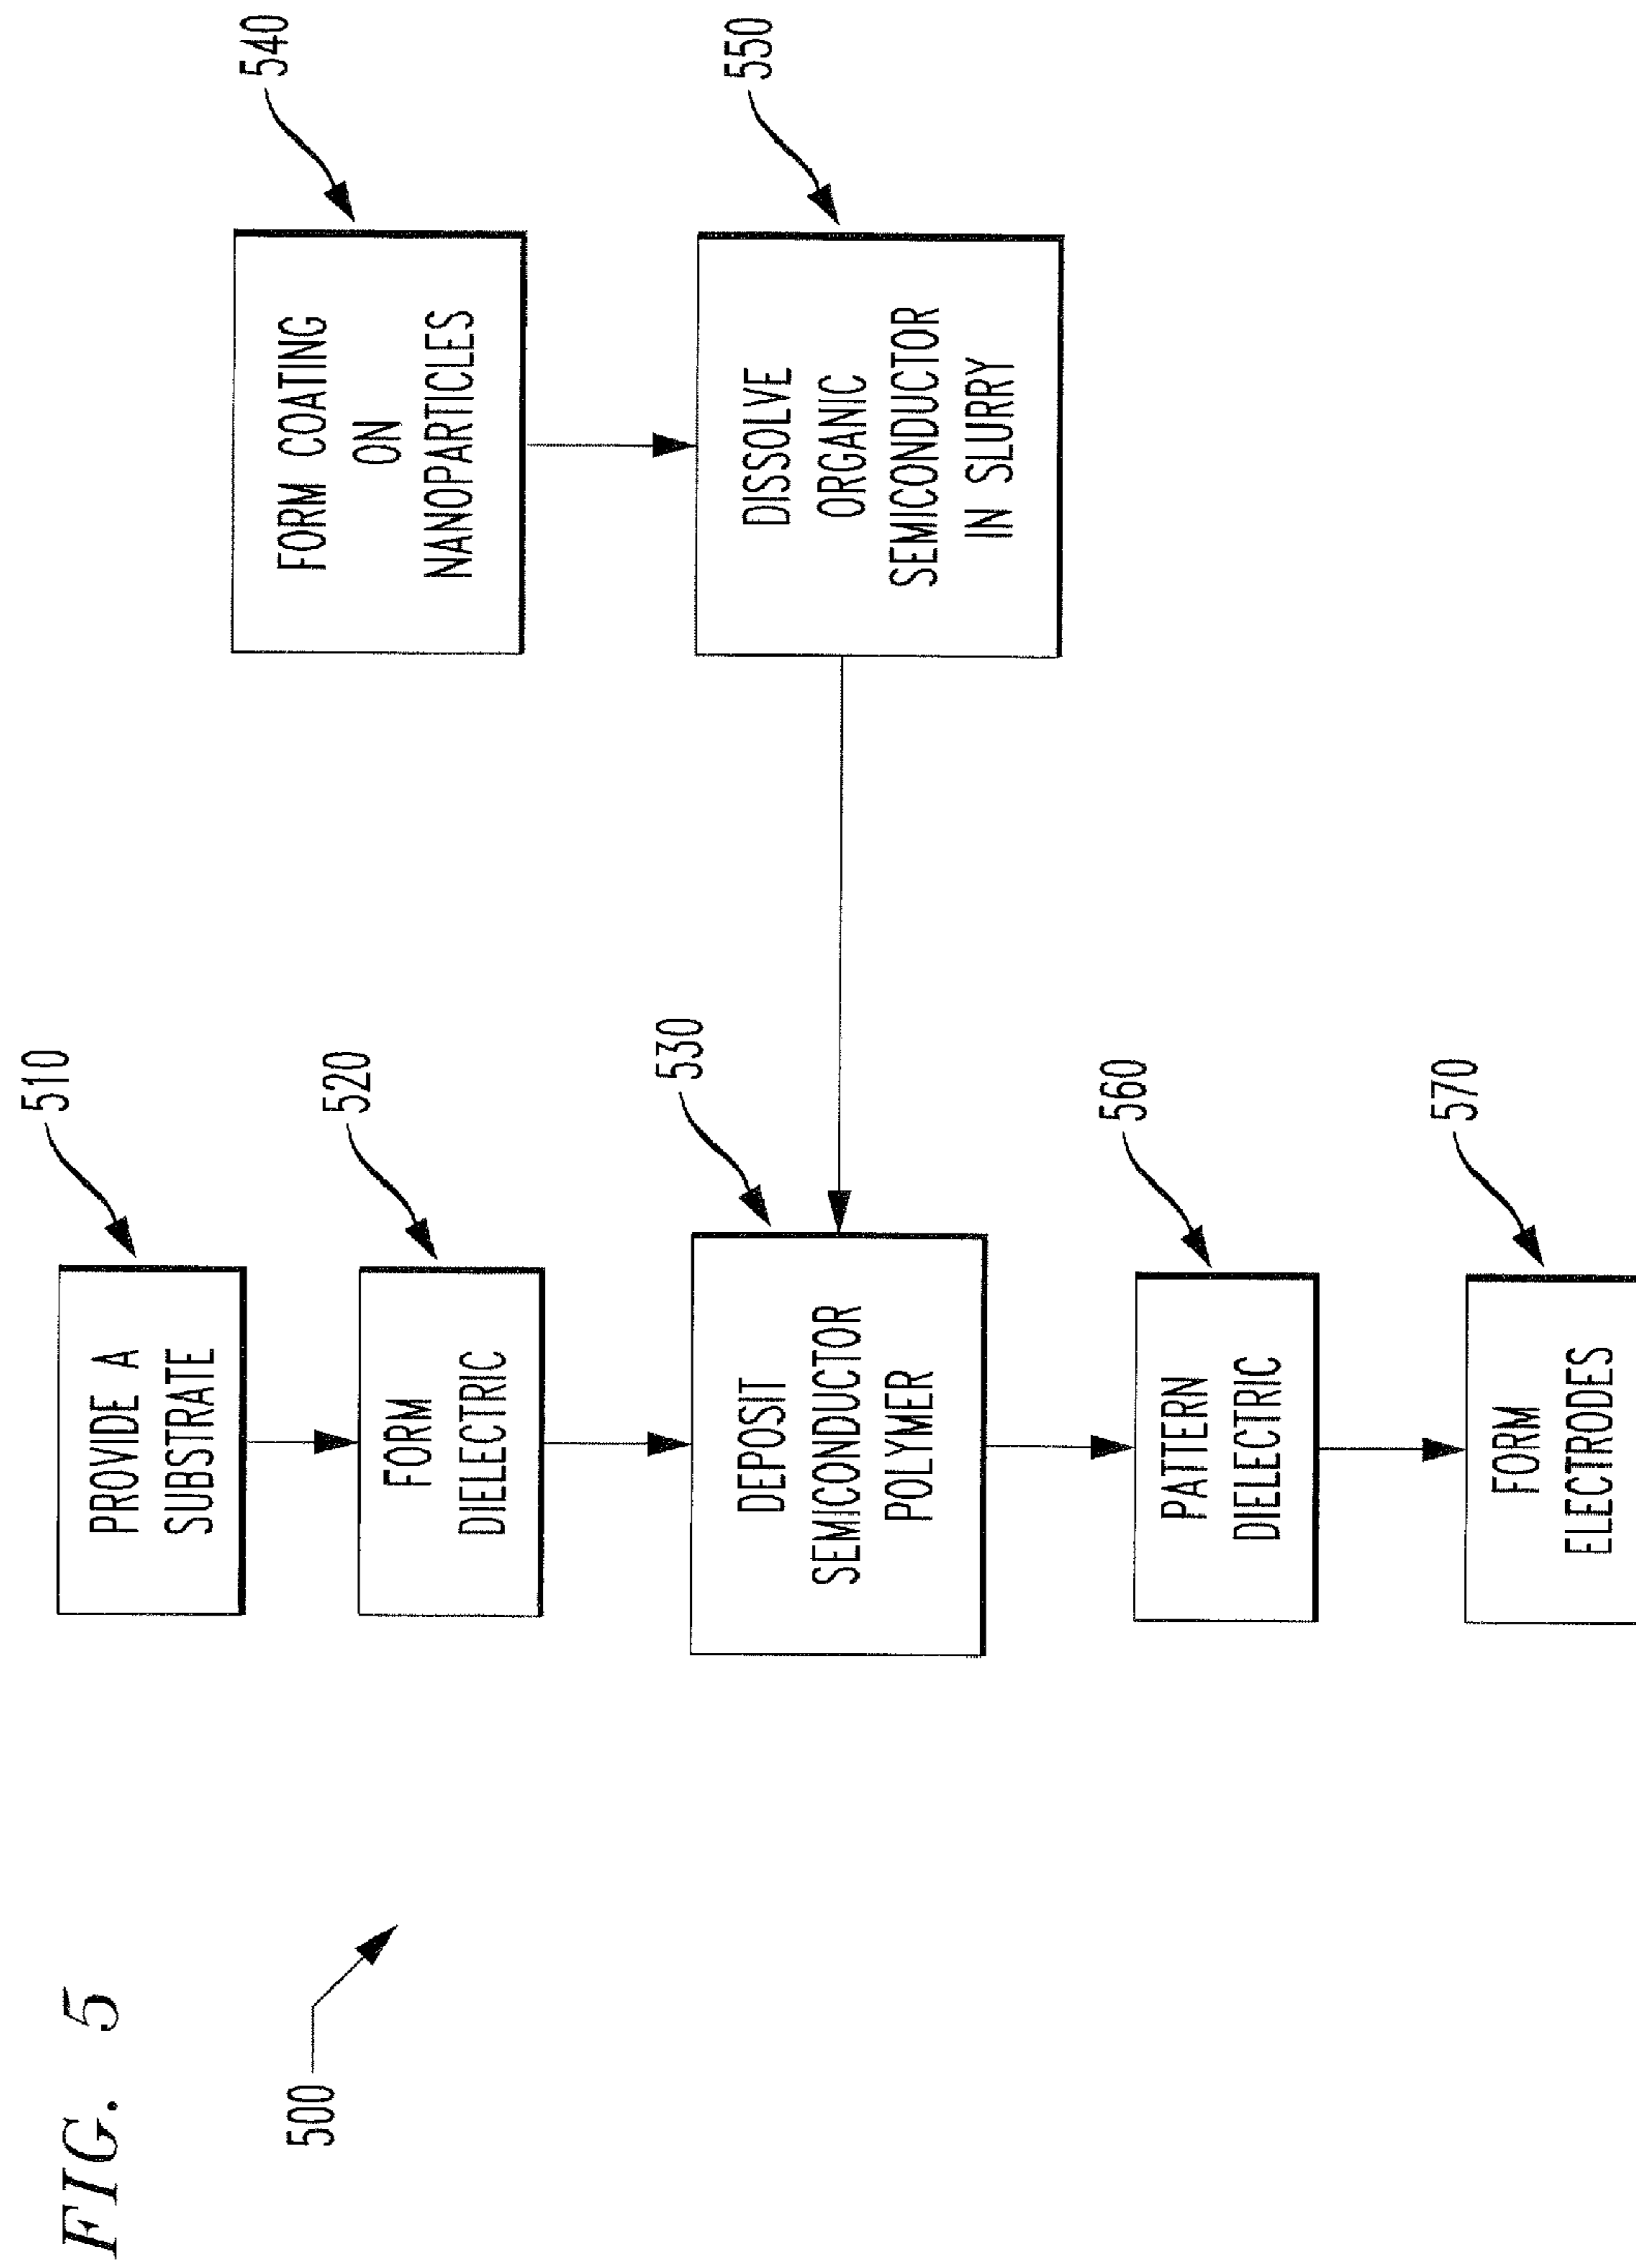 FIG. 5
500
510
PROVIDE A
SUBSTRATE
520
FORM
DIELECTRIC
530
DEPOSIT
SEMICONDUCTOR
POLYMER
540
FORM COATING
ON
NANOPARTICLES
550
DISSOLVE
ORGANIC
SEMICONDUCTOR
IN SLURRY
560
PATTERN
DIELECTRIC
570
FORM
ELECTRODES